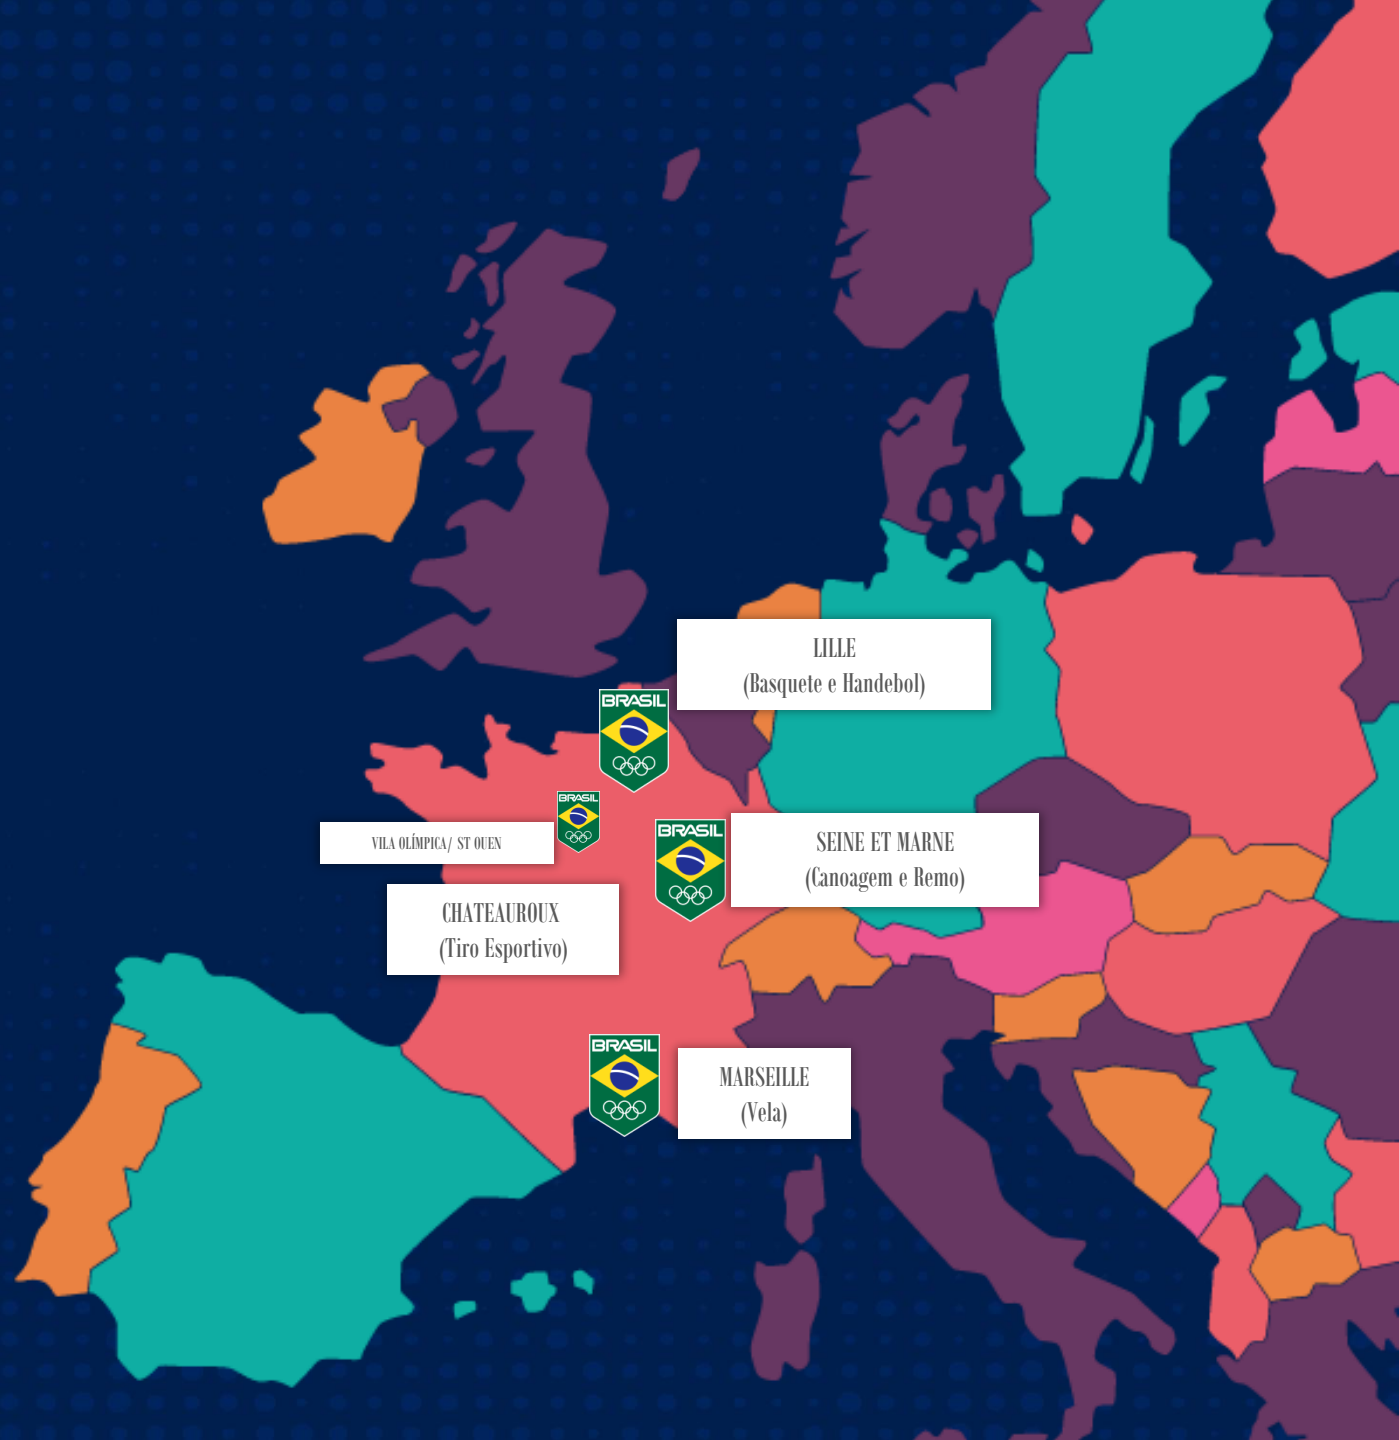 LILLE
(Basquete e Handebol)
BRASIL
BRASIL
VILA OLÍMPICA/ ST OUEN
BRASIL
SEINE ET MARNE
(Canoagem e Remo)
CHATEAUROUX
(Tiro Esportivo)
BRASIL
MARSEILLE
(Vela)